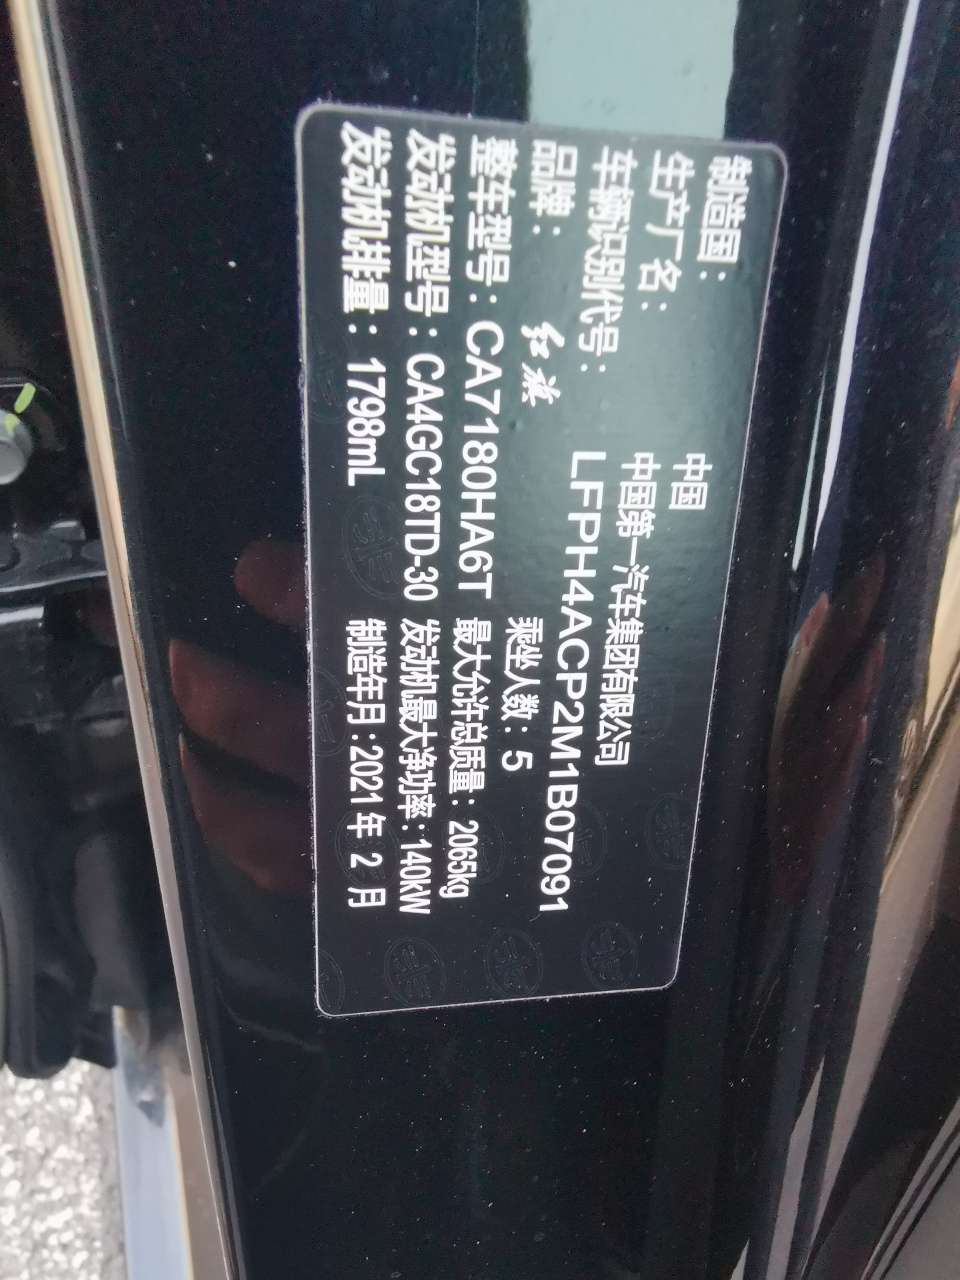 制造国： 中国
生产厂名： 中国第一汽车集团有限公司
车辆识别代号： LFPH4ACP2M1B07091
品牌： 红旗 乘坐人数：5
整车型号：CA7180HA6T 最大允许总质量：2065kg
发动机型号：CA4GC18TD-30 发动机最大净功率：140kW
发动机排量：1798mL 制造年月：2021年 2 月